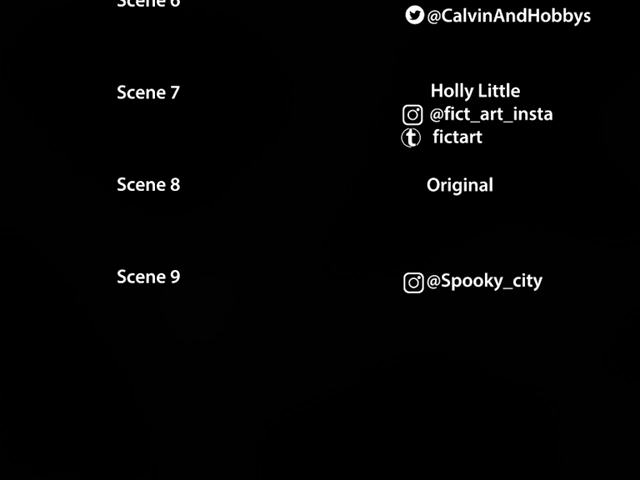 Scene 6
@CalvinAndHobbys
Scene 7
Holly Little
@fict_art_insta
fictart
Scene 8
Original
Scene 9
@Spooky_city